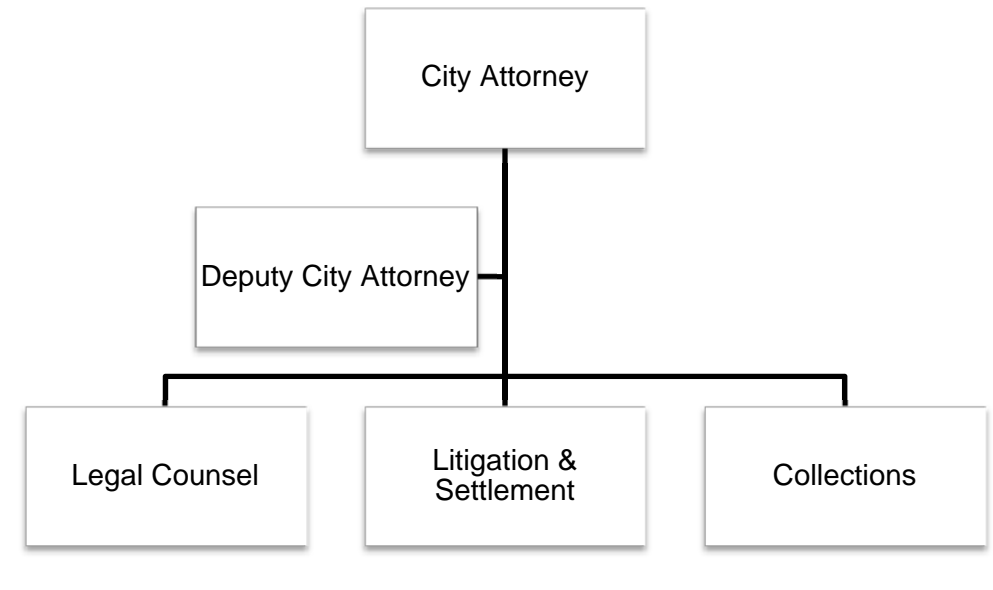 City Attorney
Deputy City Attorney
Legal Counsel
Litigation &
Settlement
Collections